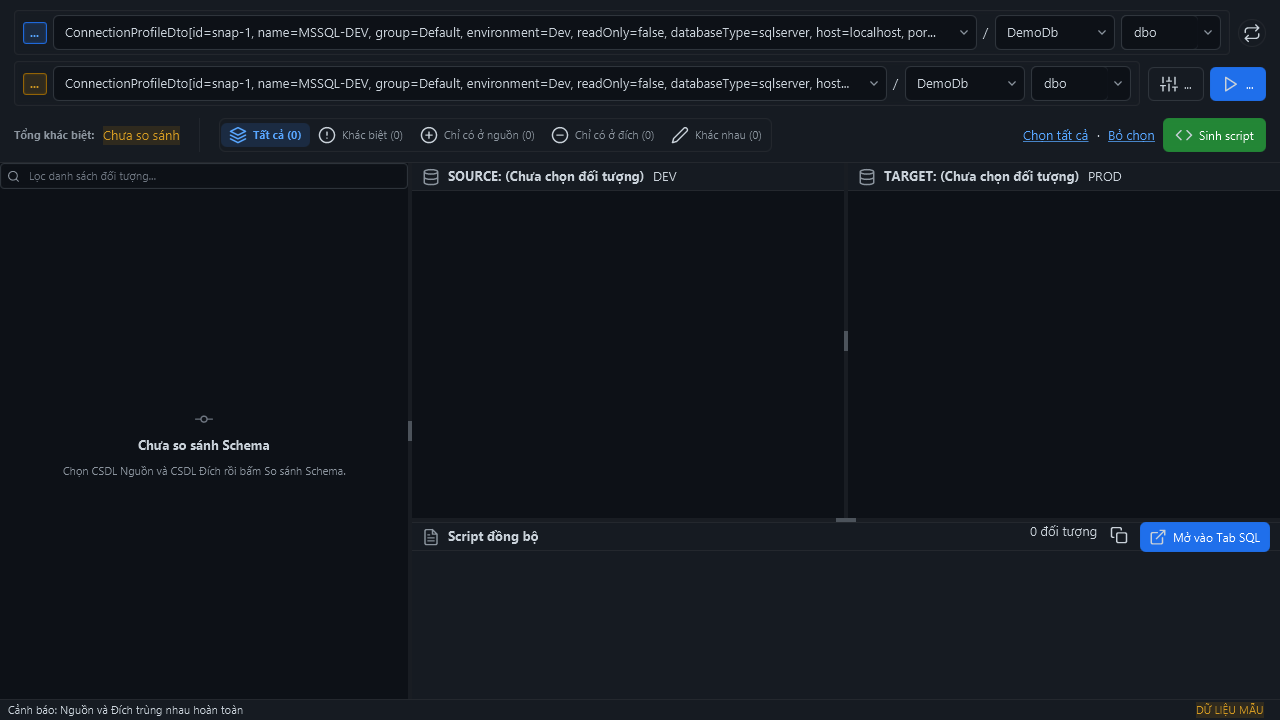 ... ConnectionProfileDto[id=snap-1, name=MSSQL-DEV, group=Default, environment=Dev, readOnly=false, databaseType=sqlserver, host=localhost, por... / DemoDb dbo
... ConnectionProfileDto[id=snap-1, name=MSSQL-DEV, group=Default, environment=Dev, readOnly=false, databaseType=sqlserver, host... / DemoDb dbo ... ...
Tổng khác biệt: Chưa so sánh Tất cả (0) Khác biệt (0) Chỉ có ở nguồn (0) Chỉ có ở đích (0) Khác nhau (0) Chọn tất cả · Bỏ chọn Sinh script
Lọc danh sách đối tượng... SOURCE: (Chưa chọn đối tượng) DEV TARGET: (Chưa chọn đối tượng) PROD
Chưa so sánh Schema
Chọn CSDL Nguồn và CSDL Đích rồi bấm So sánh Schema.
Script đồng bộ 0 đối tượng Mở vào Tab SQL
Cảnh báo: Nguồn và Đích trùng nhau hoàn toàn DỮ LIỆU MẪU